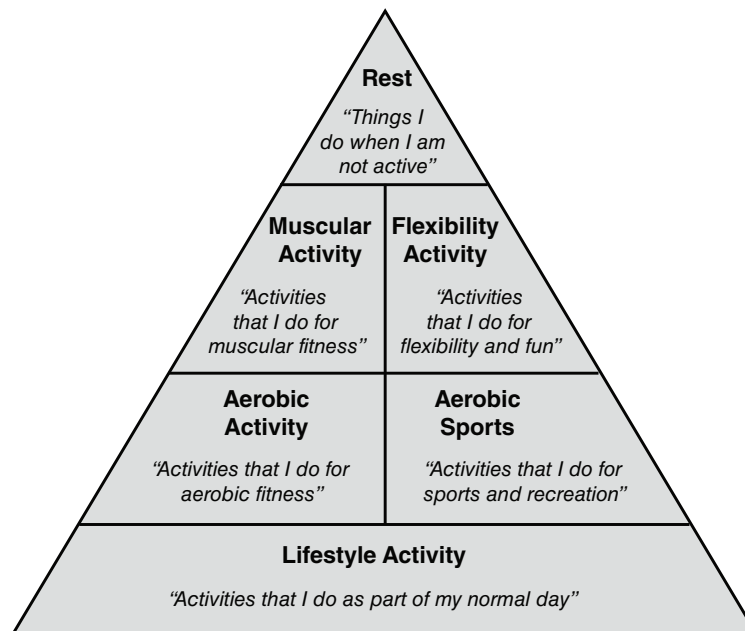 Rest
“Things I
do when I am
not active”
Muscular
Activity
“Activities
that I do for
muscular fitness”
Flexibility
Activity
“Activities
that I do for
flexibility and fun”
Aerobic
Activity
“Activities that I do for
aerobic fitness”
Aerobic
Sports
“Activities that I do for
sports and recreation”
Lifestyle Activity
“Activities that I do as part of my normal day”